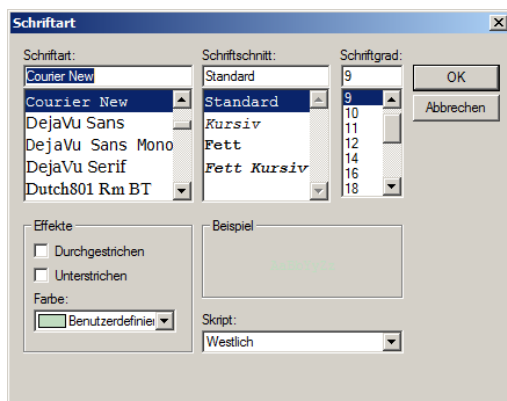 Schriftart
Schriftart:
Schriftschnitt:
Schriftgrad:
Courier New
Standard
9
OK
Abbrechen
Courier New
DejaVu Sans
DejaVu Sans Mono
DejaVu Serif
Dutch801 Rm BT
Standard
Kursiv
Fett
Fett Kursiv
9
10
11
12
14
16
18
Effekte
Durchgestrichen
Unterstrichen
Farbe:
Benutzerdefinier
Beispiel
Skript:
Westlich